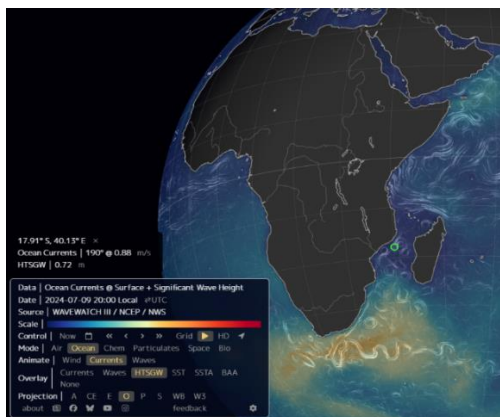 17.91° S, 40.13° E ×
Ocean Currents | 190° @ 0.88 m/s
HTSGW | 0.72 m
Data | Ocean Currents @ Surface + Significant Wave Height
Date | 2024-07-09 20:00 Local ⇄UTC
Source | WAVEWATCH III / NCEP / NWS
Scale |
Control | Now « ‹ › » Grid ▶ HD
Mode | Air Ocean Chem Particulates Space Bio
Animate | Wind Currents Waves
Overlay | Currents Waves HTSGW SST SSTA BAA
None
Projection | A CE E O P S WB W3
about feedback